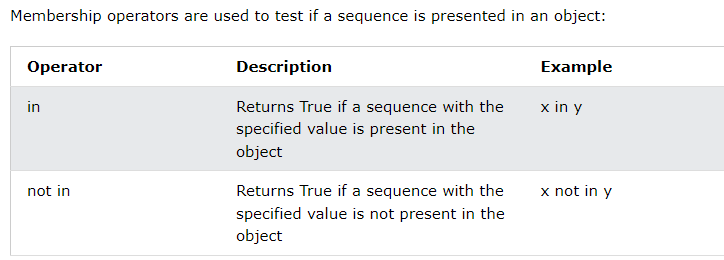 Membership operators are used to test if a sequence is presented in an object:
Operator Description Example
in Returns True if a sequence with the x in y
specified value is present in the
object
not in Returns True if a sequence with the x not in y
specified value is not present in the
object